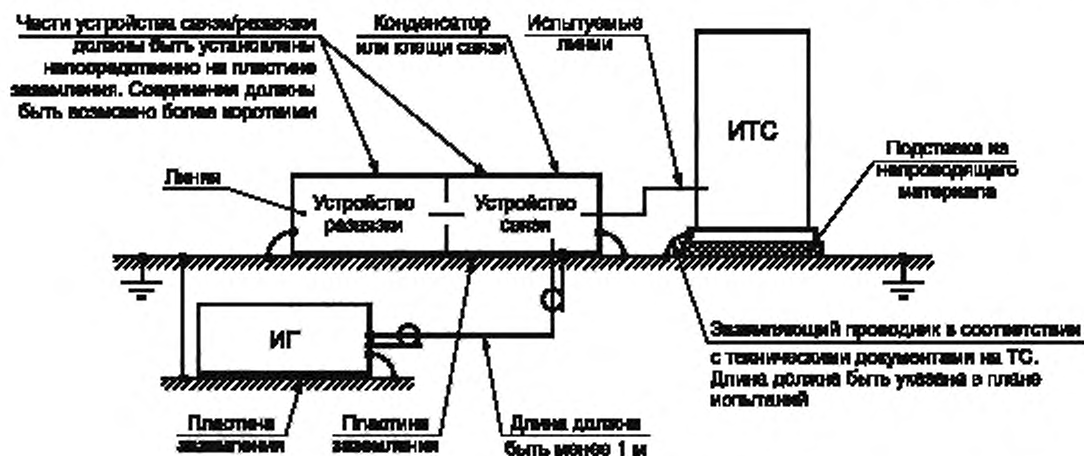 Части устройства связи/развязки
должны быть установлены
непосредственно на пластине
заземления. Соединения должны
быть возможно более короткими
Конденсатор
или клещи связи
Испытуемые
линии
ИТС
Подставка из
непроводящего
материала
Линия
Устройство
развязки
Устройство
связи
ИГ
Заземляющий проводник в соответствии
с техническими документами на ТС.
Длина должна быть указана в плане
испытаний
Пластина
заземления
Пластина
заземления
Длина должна
быть менее 1 м